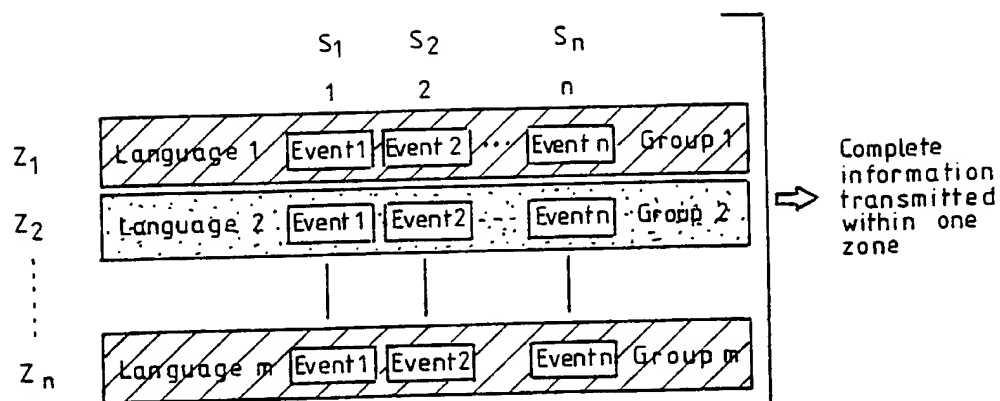 S1 S2 Sn
1 2 n
Z1 Language 1 Event1 Event 2 ... Event n Group 1
Z2 Language 2 Event 1 Event2 --- Eventn Group 2
Zn Language m Event1 Event2 Eventn Group m
Complete
information
transmitted
within one
zone